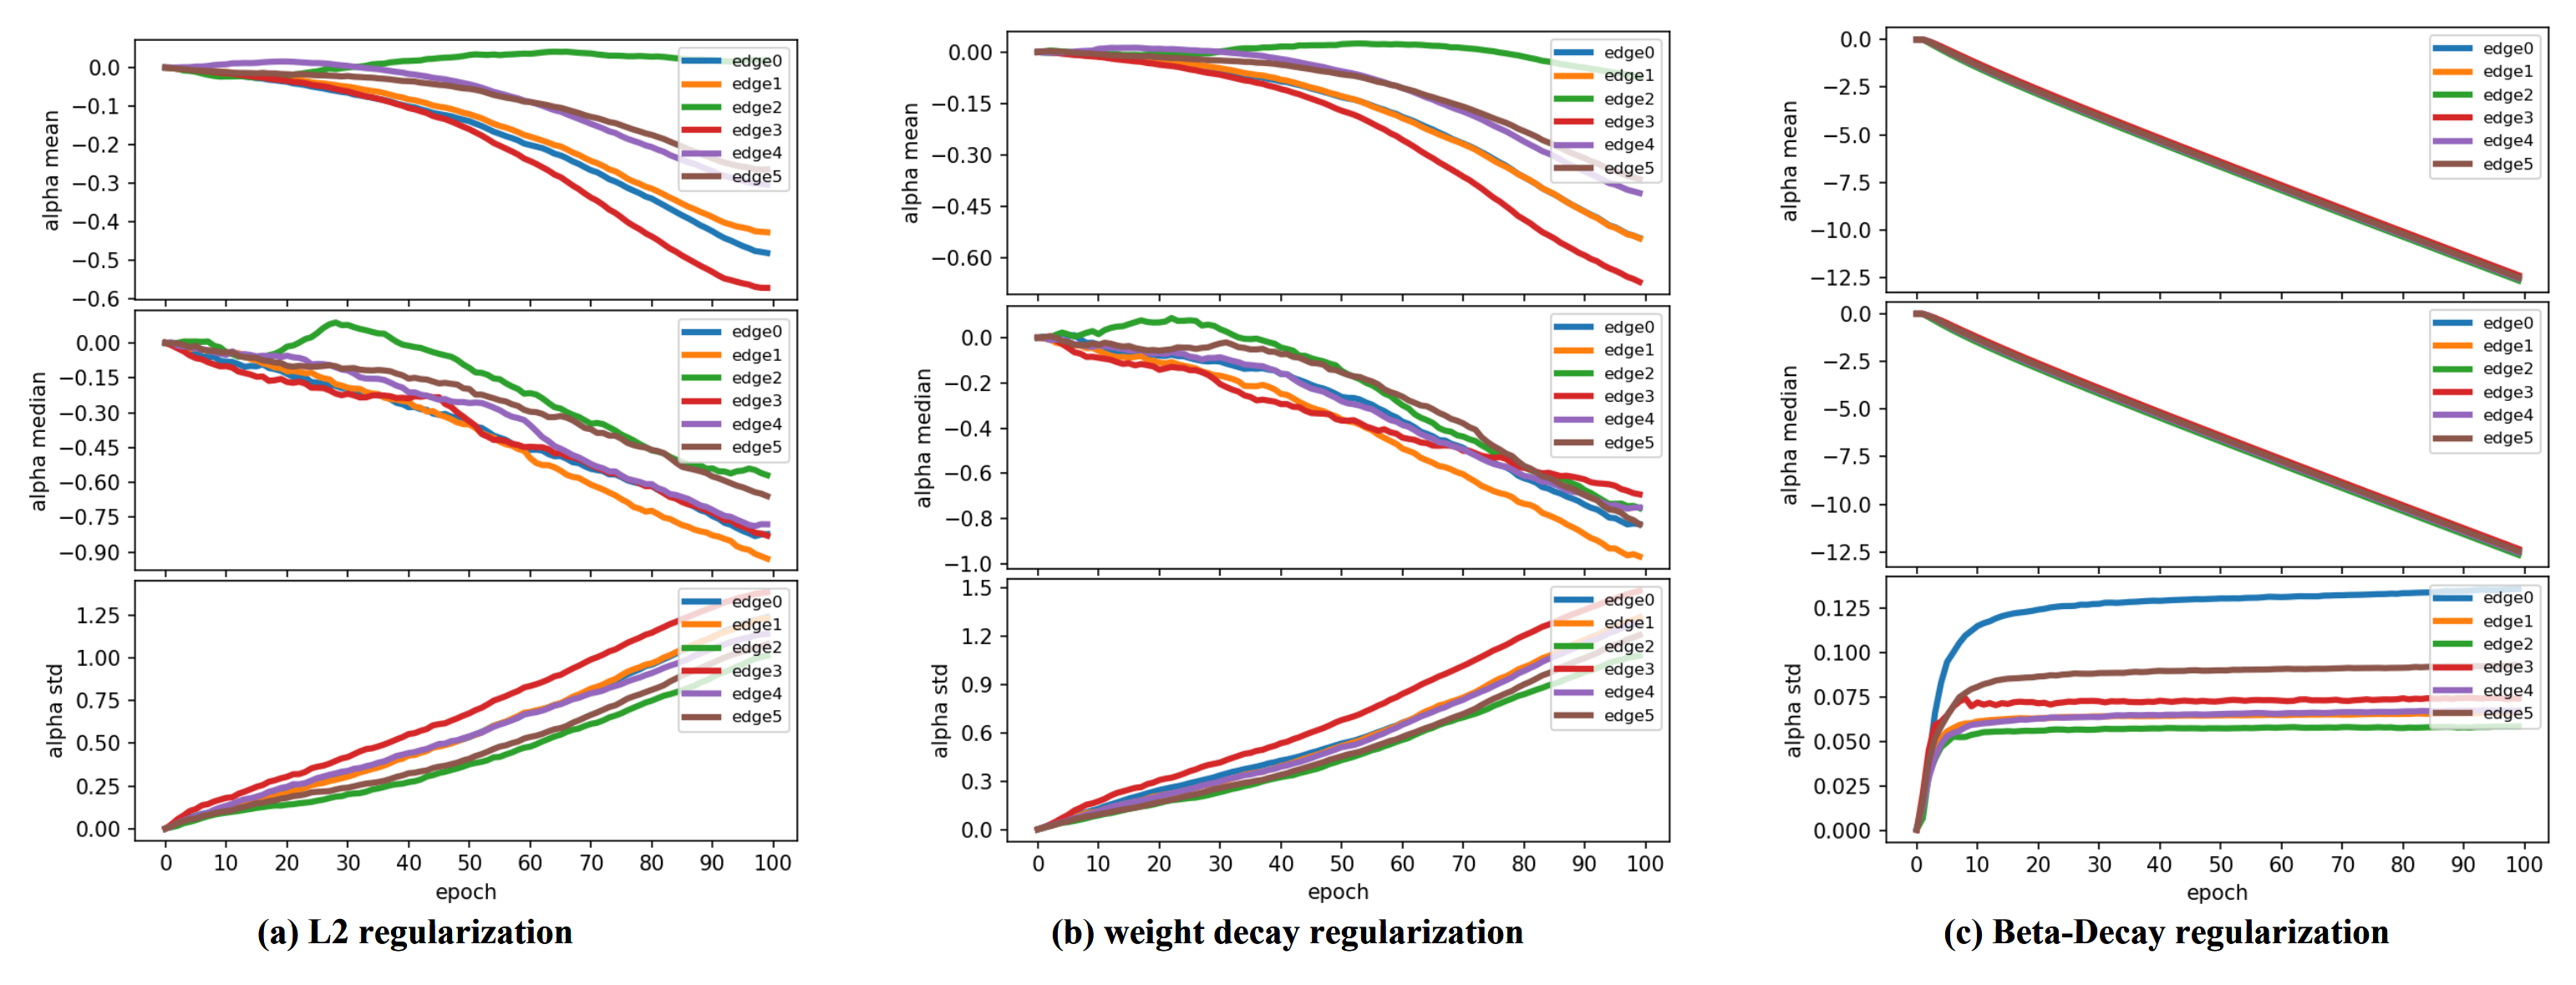 0.0
−0.1
−0.2
−0.3
−0.4
−0.5
−0.6
alpha mean
edge0
edge1
edge2
edge3
edge4
edge5
0.00
−0.15
−0.30
−0.45
−0.60
−0.75
−0.90
alpha median
edge0
edge1
edge2
edge3
edge4
edge5
1.25
1.00
0.75
0.50
0.25
0.00
alpha std
edge0
edge1
edge2
edge3
edge4
edge5
0 10 20 30 40 50 60 70 80 90 100
epoch
(a) L2 regularization
0.00
−0.15
−0.30
−0.45
−0.60
alpha mean
edge0
edge1
edge2
edge3
edge4
edge5
0.0
−0.2
−0.4
−0.6
−0.8
−1.0
alpha median
edge0
edge1
edge2
edge3
edge4
edge5
1.5
1.2
0.9
0.6
0.3
0.0
alpha std
edge0
edge1
edge2
edge3
edge4
edge5
0 10 20 30 40 50 60 70 80 90 100
epoch
(b) weight decay regularization
0.0
−2.5
−5.0
−7.5
−10.0
−12.5
alpha mean
edge0
edge1
edge2
edge3
edge4
edge5
0.0
−2.5
−5.0
−7.5
−10.0
−12.5
alpha median
edge0
edge1
edge2
edge3
edge4
edge5
0.125
0.100
0.075
0.050
0.025
0.000
alpha std
edge0
edge1
edge2
edge3
edge4
edge5
0 10 20 30 40 50 60 70 80 90 100
epoch
(c) Beta-Decay regularization